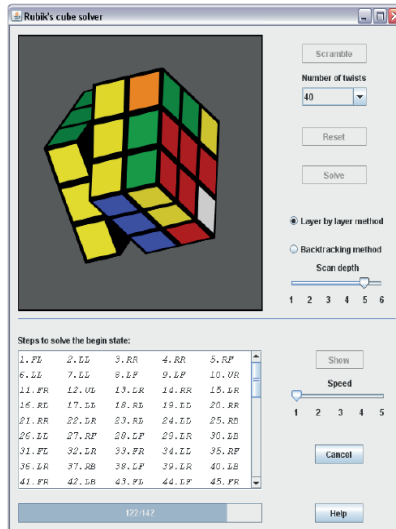 Rubik's cube solver
Scramble
Number of twists
40
Reset
Solve
Layer by layer method
Backtracking method
Scan depth
1 2 3 4 5 6
Steps to solve the begin state:
1.FL 2.LL 3.RR 4.RR 5.RF
6.LL 7.LL 8.LF 9.LF 10.UR
11.FR 12.UL 13.LR 14.RR 15.LR
16.RL 17.LL 18.RL 19.LL 20.RR
21.RR 22.LR 23.RL 24.LL 25.RB
26.LL 27.RF 28.LF 29.LR 30.LB
31.FL 32.LR 33.FR 34.LL 35.RF
36.LR 37.RB 38.LF 39.LR 40.LB
41.FR 42.LB 43.FL 44.LF 45.FR
Show
Speed
1 2 3 4 5
Cancel
122/142
Help